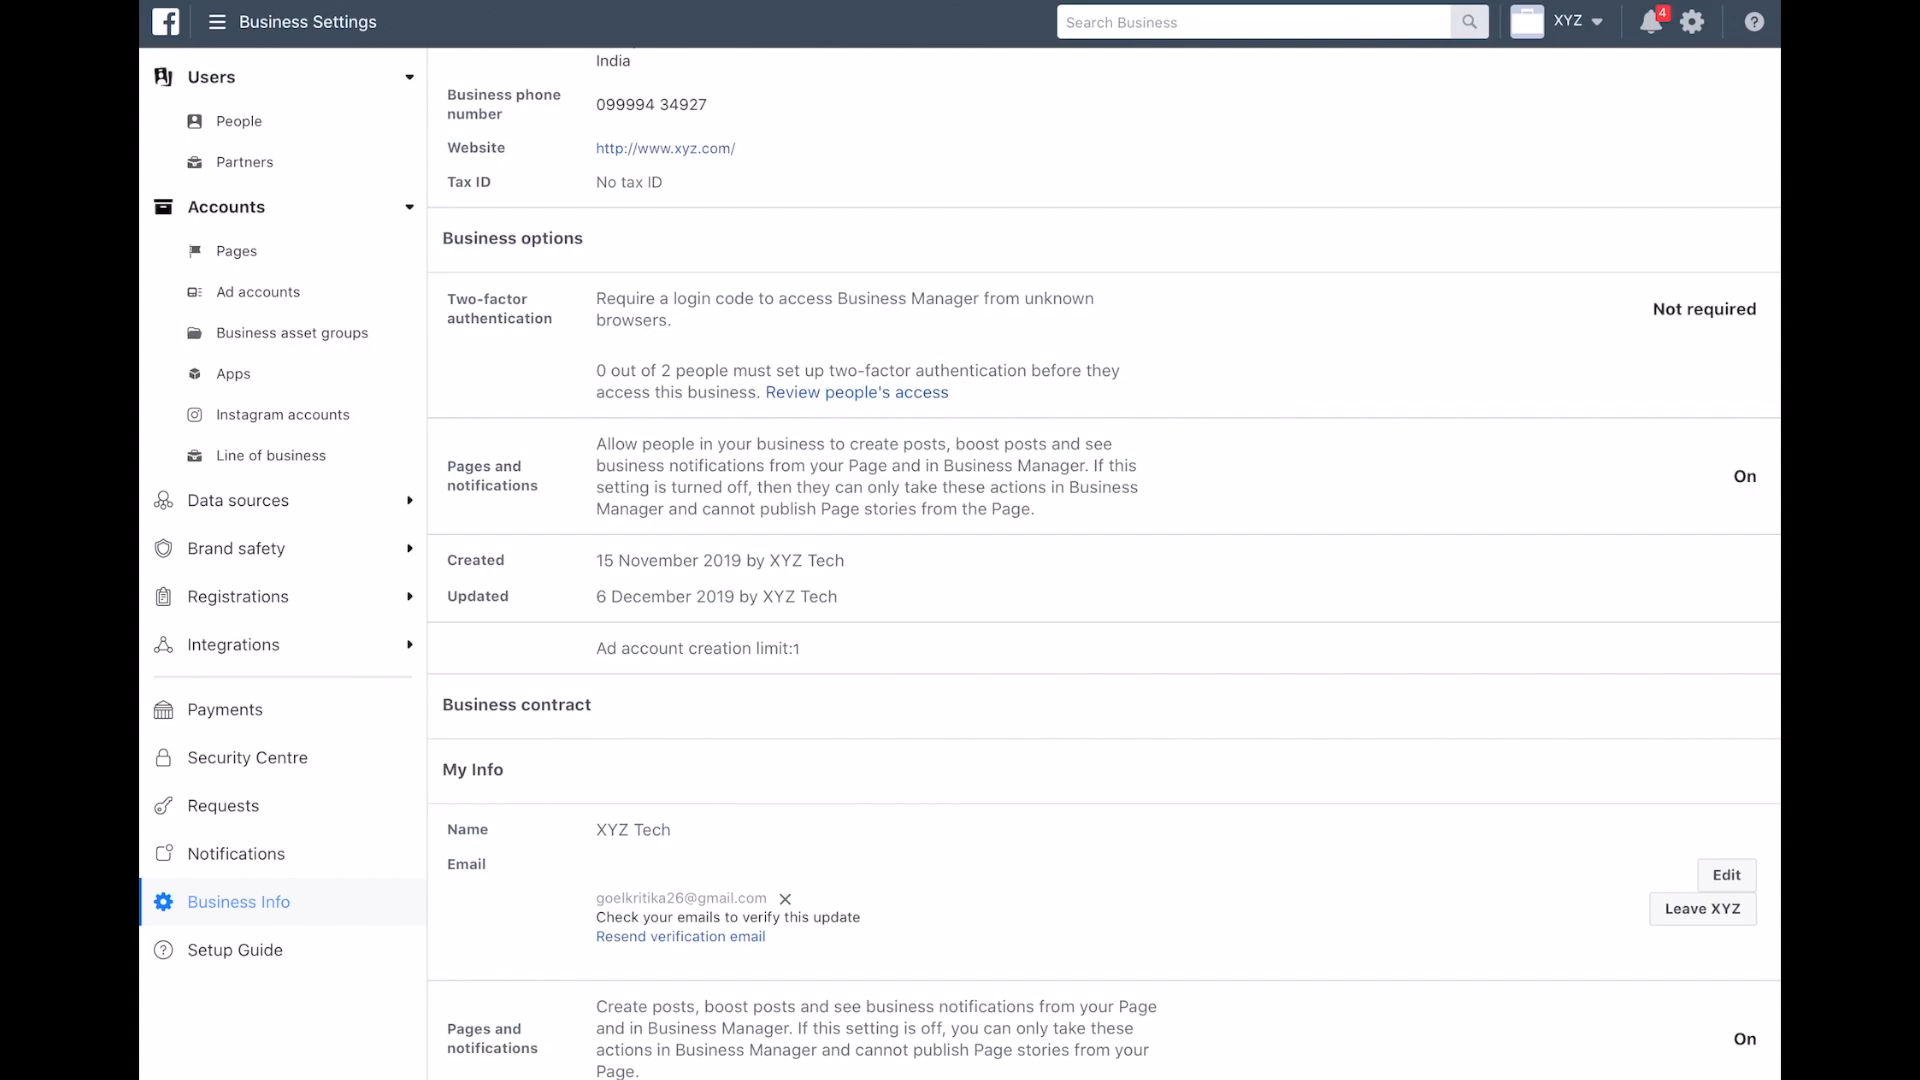 Business Settings
Search Business
XYZ
4
Users
People
Partners
Accounts
Pages
Ad accounts
Business asset groups
Apps
Instagram accounts
Line of business
Data sources
Brand safety
Registrations
Integrations
Payments
Security Centre
Requests
Notifications
Business Info
Setup Guide
India
Business phone
number
099994 34927
Website
http://www.xyz.com/
Tax ID
No tax ID
Business options
Two-factor
authentication
Require a login code to access Business Manager from unknown
browsers.
0 out of 2 people must set up two-factor authentication before they
access this business. Review people's access
Not required
Pages and
notifications
Allow people in your business to create posts, boost posts and see
business notifications from your Page and in Business Manager. If this
setting is turned off, then they can only take these actions in Business
Manager and cannot publish Page stories from the Page.
On
Created
15 November 2019 by XYZ Tech
Updated
6 December 2019 by XYZ Tech
Ad account creation limit:1
Business contract
My Info
Name
XYZ Tech
Email
goelkritika26@gmail.com
Check your emails to verify this update
Resend verification email
Edit
Leave XYZ
Pages and
notifications
Create posts, boost posts and see business notifications from your Page
and in Business Manager. If this setting is off, you can only take these
actions in Business Manager and cannot publish Page stories from your
Page.
On